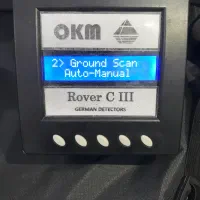 OKM
2> Ground Scan
Auto-Manual
Rover C III
GERMAN DETECTORS